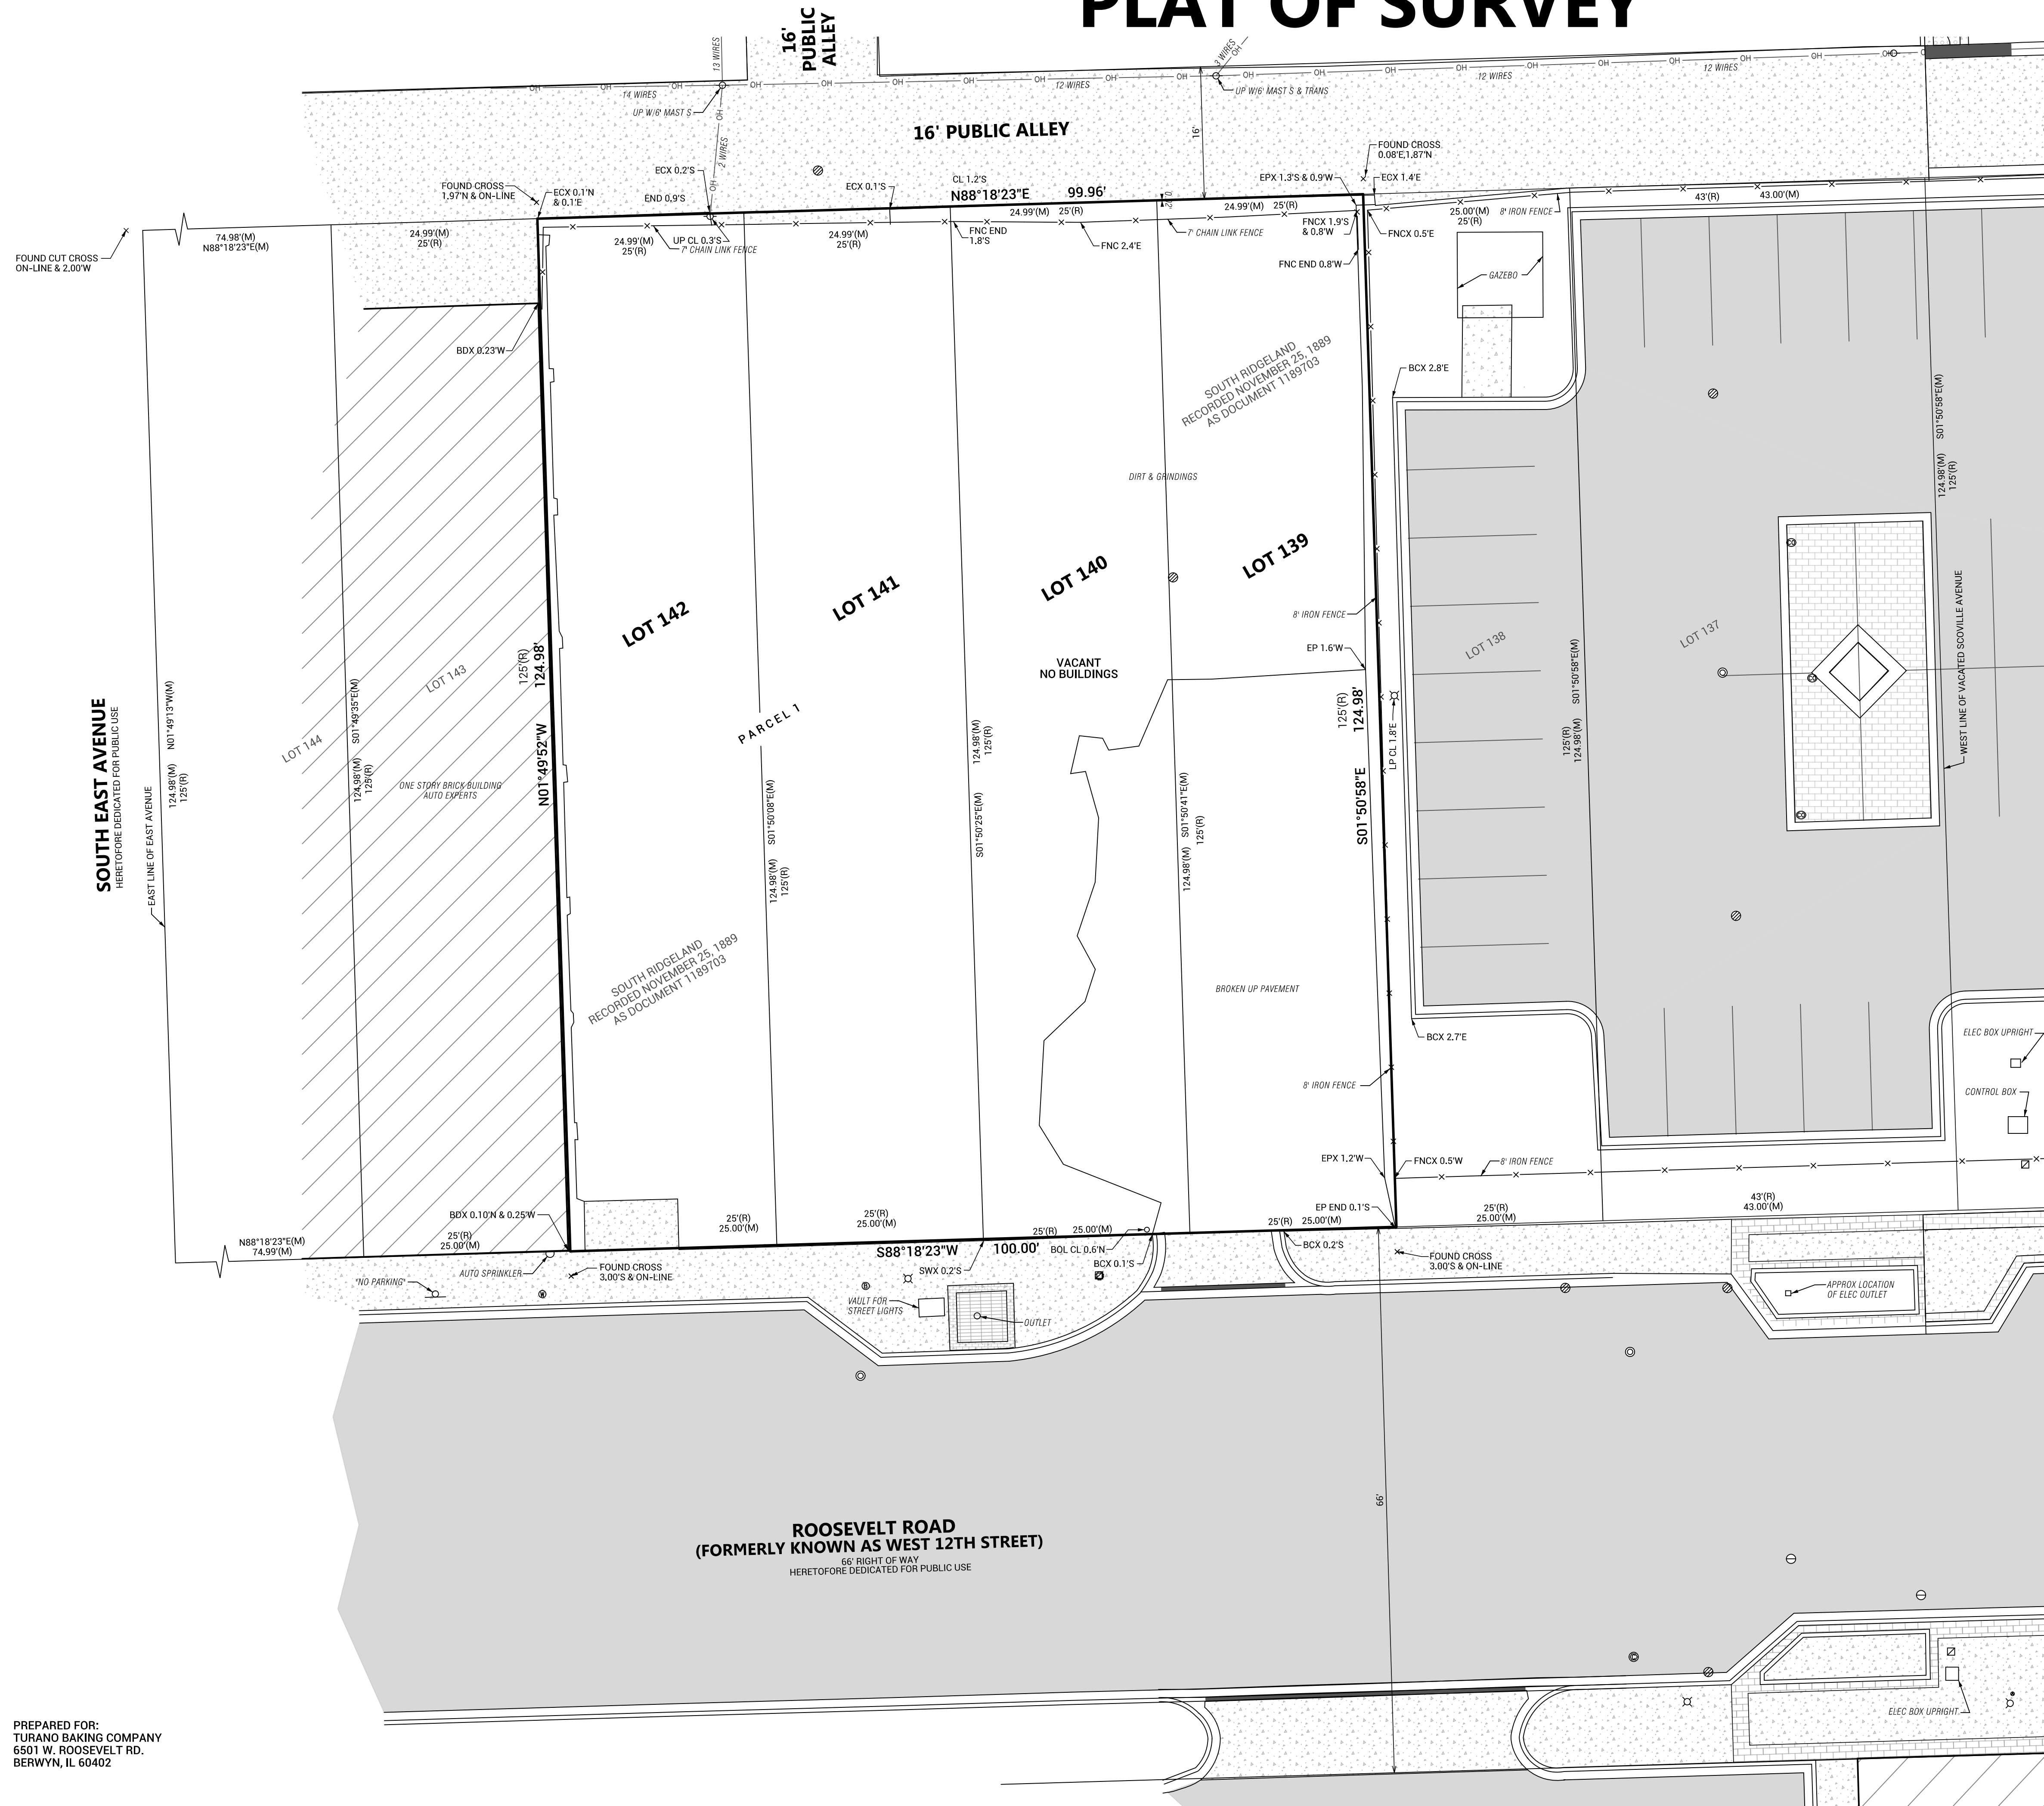 PLAT OF SURVEY
16'
PUBLIC
ALLEY
13 WIRES
3 WIRES
OH
14 WIRES
12 WIRES
12 WIRES
12 WIRES
UP W/6' MAST S
UP W/6' MAST S & TRANS
2 WIRES
16' PUBLIC ALLEY
16'
FOUND CROSS
0.08'E,1.87'N
ECX 0.2'S
CL 1.2'S
EPX 1.3'S & 0.9'W
ECX 1.4'E
FOUND CROSS
1.97'N & ON-LINE
ECX 0.1'N
& 0.1'E
END 0.9'S
ECX 0.1'S
N88°18'23"E 99.96'
0.20'
43'(R) 43.00'(M)
24.99'(M) 25'(R)
24.99'(M) 25'(R)
25.00'(M)
25'(R)
8' IRON FENCE
74.98'(M)
N88°18'23"E(M)
24.99'(M)
25'(R)
24.99'(M)
25'(R)
UP CL 0.3'S
7' CHAIN LINK FENCE
24.99'(M)
25'(R)
FNC END
1.8'S
FNC 2.4'E
7' CHAIN LINK FENCE
FNCX 1.9'S
& 0.8'W
FNCX 0.5'E
FOUND CUT CROSS
ON-LINE & 2.00'W
FNC END 0.8'W
GAZEBO
BDX 0.23'W
SOUTH RIDGELAND
RECORDED NOVEMBER 25, 1889
AS DOCUMENT 1189703
BCX 2.8'E
DIRT & GRINDINGS
124.98'(M) S01°50'58"E(M)
125'(R)
LOT 142
LOT 141
LOT 140
LOT 139
8' IRON FENCE
EP 1.6'W
LOT 138
LOT 137
WEST LINE OF VACATED SCOVILLE AVENUE
VACANT
NO BUILDINGS
LOT 143
LOT 144
125'(R)
124.98'
N01°49'52"W
PARCEL 1
125'(R)
124.98'
S01°50'58"E
LP CL 1.8'E
S01°50'58"E(M)
125'(R)
124.98'(M)
SOUTH EAST AVENUE
HERETOFORE DEDICATED FOR PUBLIC USE
EAST LINE OF EAST AVENUE
124.98'(M) N01°49'13"W(M)
125'(R)
124.98'(M) S01°49'35"E(M)
125'(R)
ONE STORY BRICK BUILDING
AUTO EXPERTS
124.98'(M) S01°50'08"E(M)
125'(R)
124.98'(M)
125'(R)
S01°50'25"E(M)
124.98'(M) S01°50'41"E(M)
125'(R)
SOUTH RIDGELAND
RECORDED NOVEMBER 25, 1889
AS DOCUMENT 1189703
BROKEN UP PAVEMENT
BCX 2.7'E
ELEC BOX UPRIGHT
8' IRON FENCE
CONTROL BOX
EPX 1.2'W
FNCX 0.5'W
8' IRON FENCE
BDX 0.10'N & 0.25'W
EP END 0.1'S
25'(R)
25.00'(M)
43'(R)
43.00'(M)
N88°18'23"E(M)
74.99'(M)
25'(R)
25.00'(M)
25'(R)
25.00'(M)
25'(R)
25.00'(M)
25'(R) 25.00'(M)
25'(R) 25.00'(M)
S88°18'23"W 100.00'
BOL CL 0.6'N
BCX 0.2'S
AUTO SPRINKLER
FOUND CROSS
3.00'S & ON-LINE
SWX 0.2'S
BCX 0.1'S
FOUND CROSS
3.00'S & ON-LINE
"NO PARKING"
VAULT FOR
STREET LIGHTS
OUTLET
APPROX LOCATION
OF ELEC OUTLET
66'
ROOSEVELT ROAD
(FORMERLY KNOWN AS WEST 12TH STREET)
66' RIGHT OF WAY
HERETOFORE DEDICATED FOR PUBLIC USE
ELEC BOX UPRIGHT
PREPARED FOR:
TURANO BAKING COMPANY
6501 W. ROOSEVELT RD.
BERWYN, IL 60402